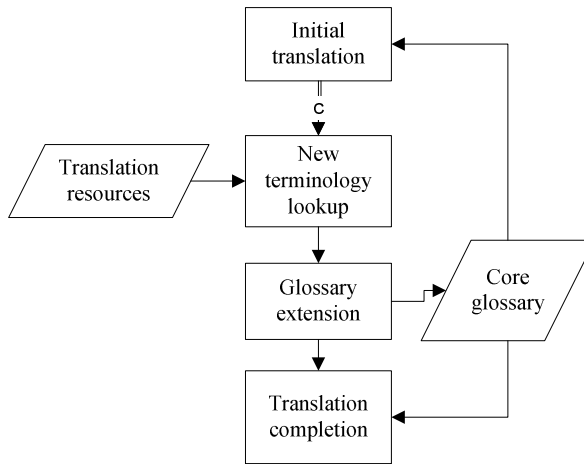 Initial
translation
C
New
terminology
lookup
Translation
resources
Glossary
extension
Core
glossary
Translation
completion